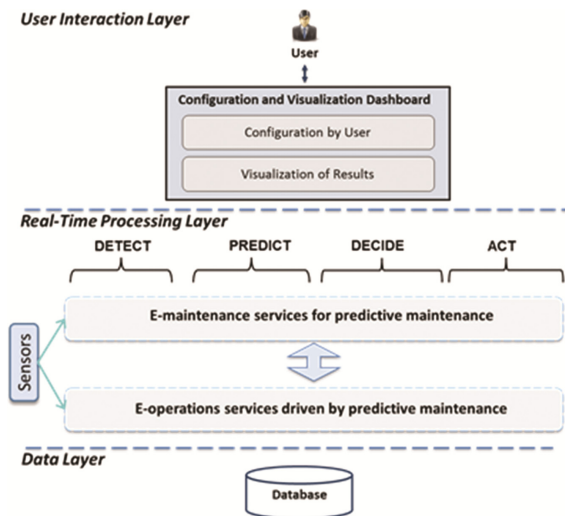 User Interaction Layer
User
Configuration and Visualization Dashboard
Configuration by User
Visualization of Results
Real-Time Processing Layer
DETECT PREDICT DECIDE ACT
E-maintenance services for predictive maintenance
Sensors
E-operations services driven by predictive maintenance
Data Layer
Database